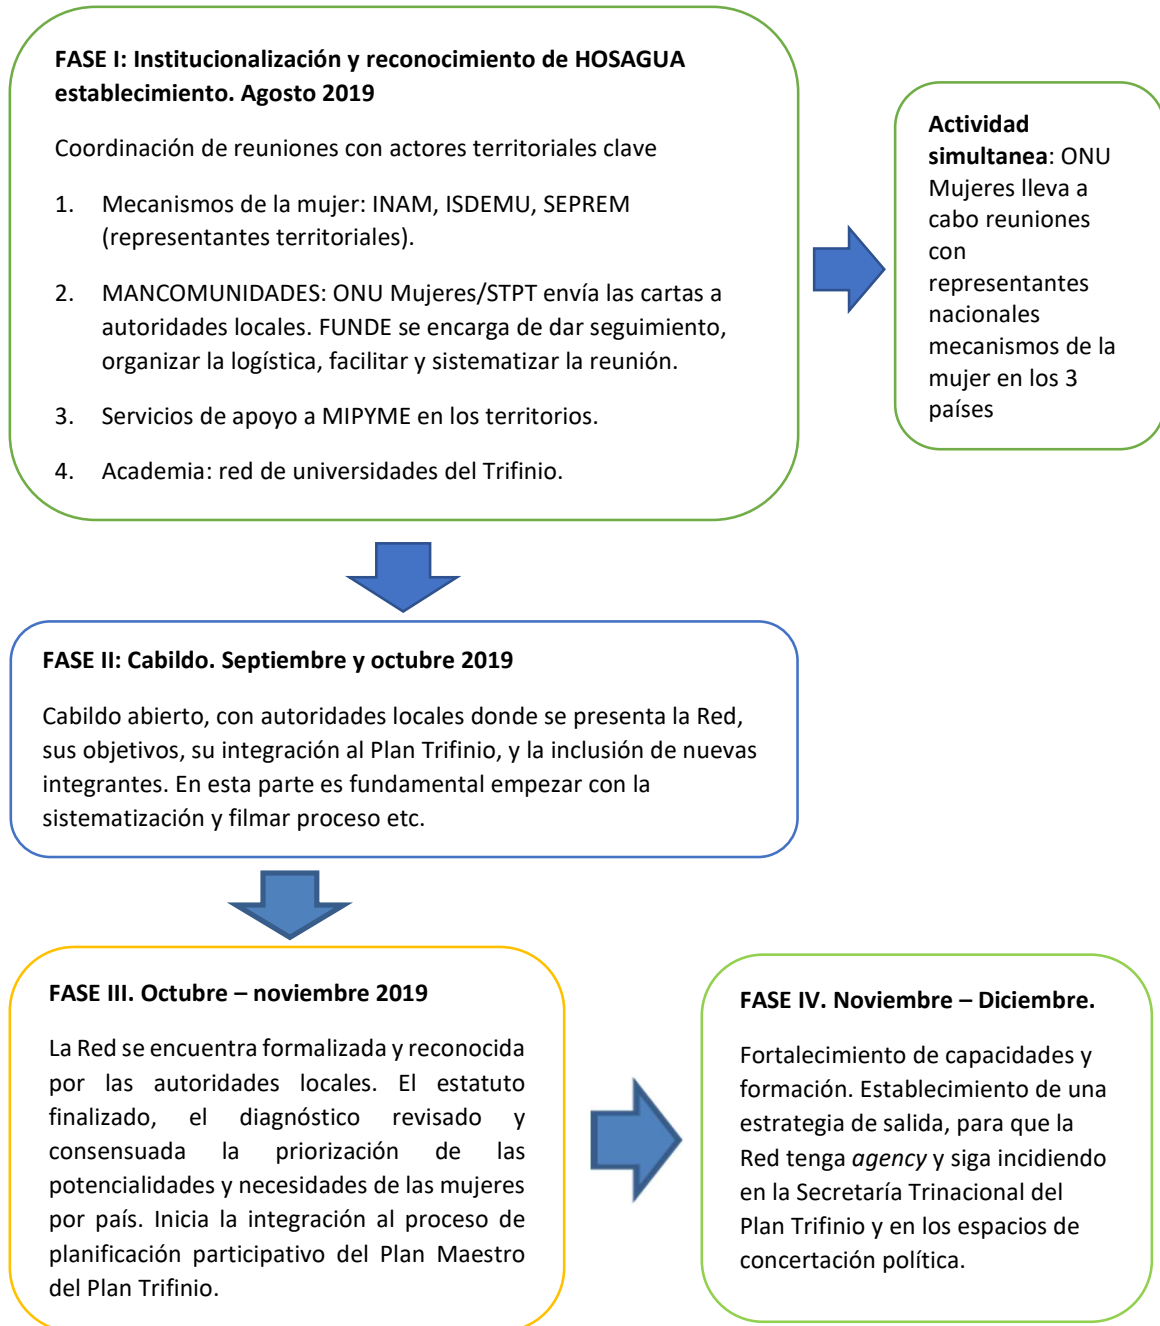 FASE I: Institucionalización y reconocimiento de HOSAGUA
establecimiento. Agosto 2019
Coordinación de reuniones con actores territoriales clave
1. Mecanismos de la mujer: INAM, ISDEMU, SEPREM
(representantes territoriales).
2. MANCOMUNIDADES: ONU Mujeres/STPT envía las cartas a
autoridades locales. FUNDE se encarga de dar seguimiento,
organizar la logística, facilitar y sistematizar la reunión.
3. Servicios de apoyo a MIPYME en los territorios.
4. Academia: red de universidades del Trifinio.
Actividad
simultanea: ONU
Mujeres lleva a
cabo reuniones
con
representantes
nacionales
mecanismos de la
mujer en los 3
países
FASE II: Cabildo. Septiembre y octubre 2019
Cabildo abierto, con autoridades locales donde se presenta la Red,
sus objetivos, su integración al Plan Trifinio, y la inclusión de nuevas
integrantes. En esta parte es fundamental empezar con la
sistematización y filmar proceso etc.
FASE III. Octubre – noviembre 2019
La Red se encuentra formalizada y reconocida
por las autoridades locales. El estatuto
finalizado, el diagnóstico revisado y
consensuada la priorización de las
potencialidades y necesidades de las mujeres
por país. Inicia la integración al proceso de
planificación participativo del Plan Maestro
del Plan Trifinio.
FASE IV. Noviembre – Diciembre.
Fortalecimiento de capacidades y
formación. Establecimiento de una
estrategia de salida, para que la
Red tenga agency y siga incidiendo
en la Secretaría Trinacional del
Plan Trifinio y en los espacios de
concertación política.